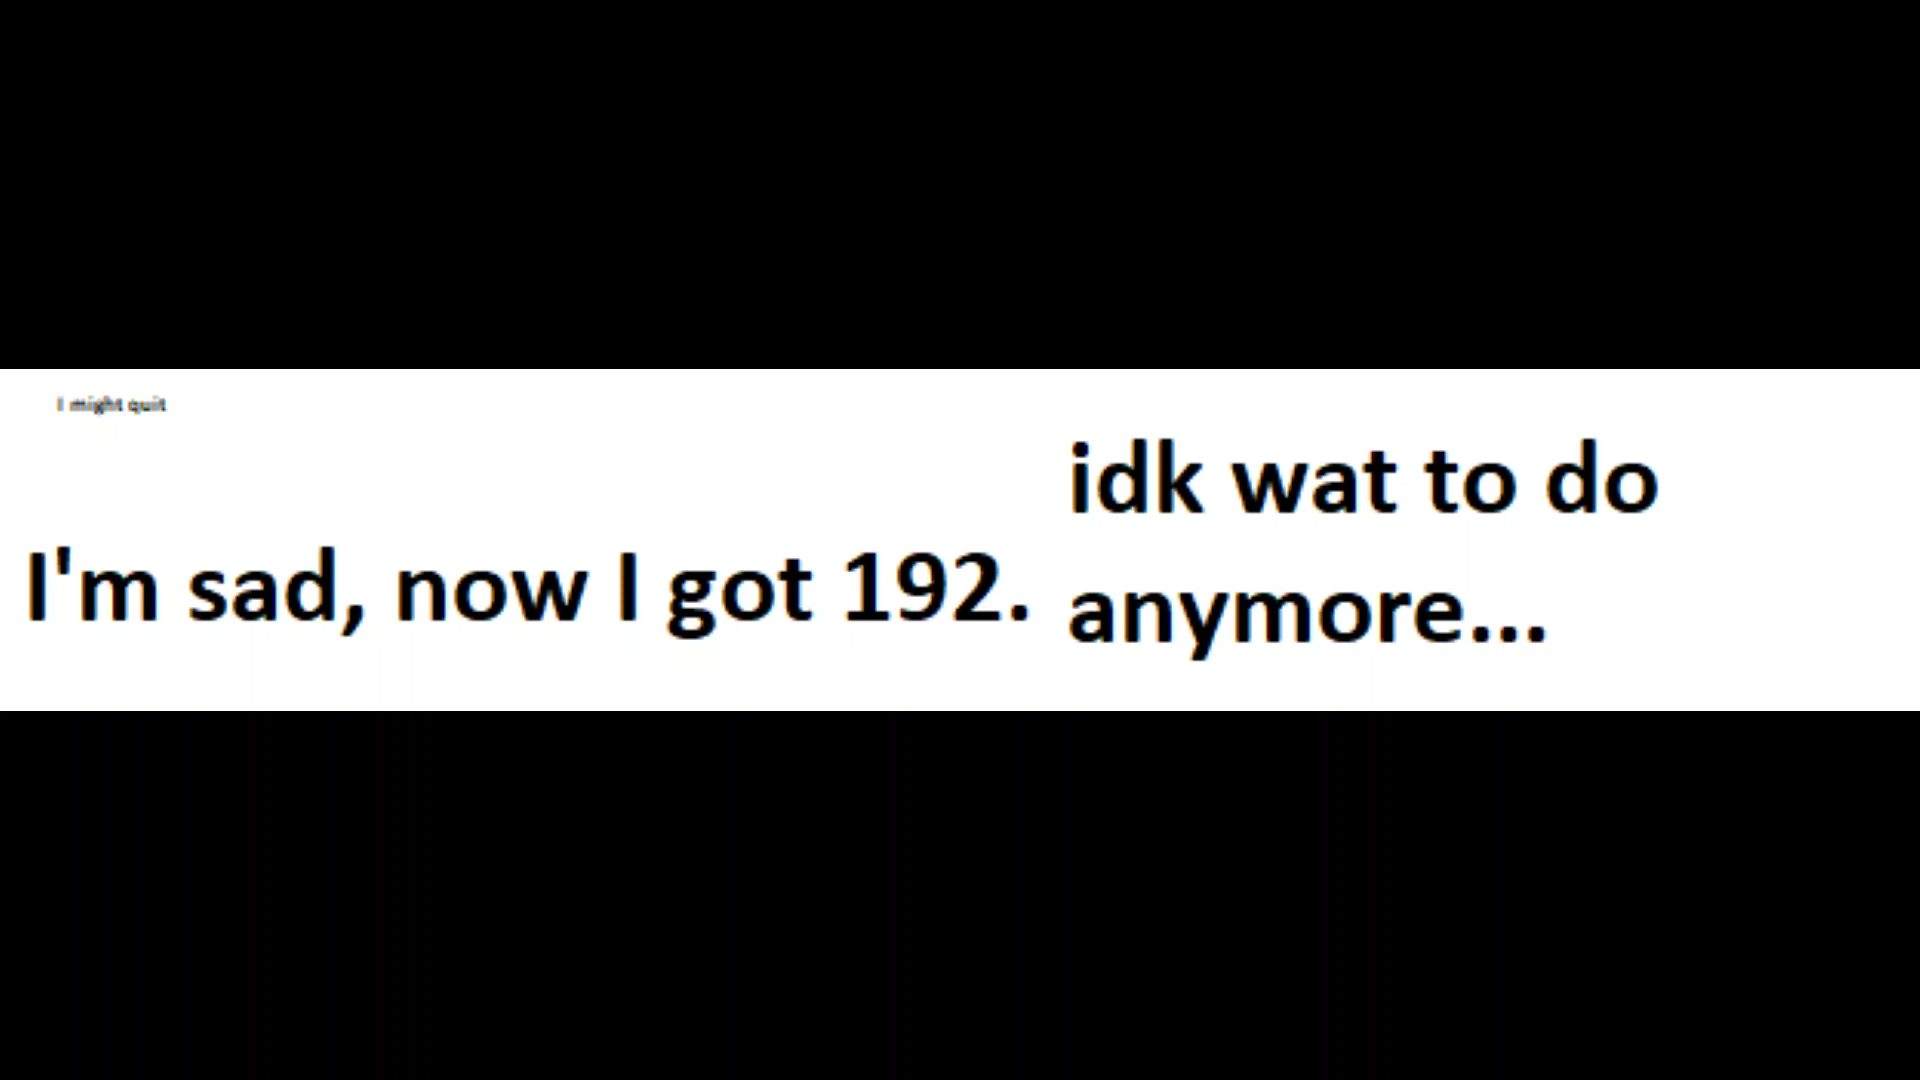 I might quit
I'm sad, now I got 192.
idk wat to do
anymore...